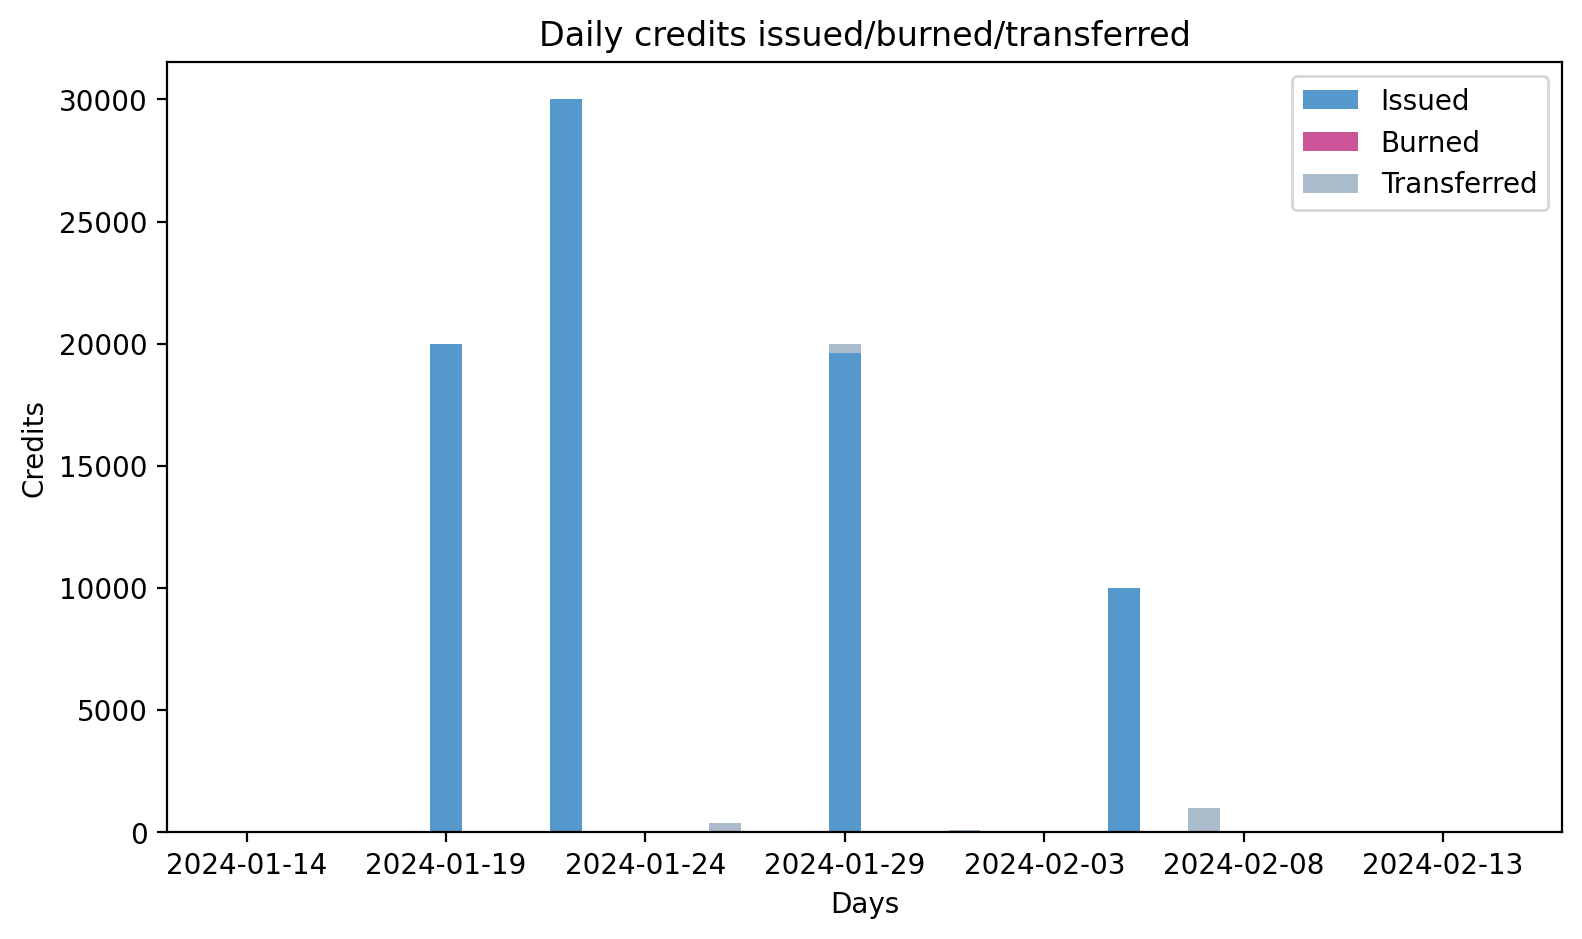 Daily credits issued/burned/transferred
Issued
Burned
Transferred
30000
25000
20000
15000
10000
5000
0
Credits
2024-01-14 2024-01-19 2024-01-24 2024-01-29 2024-02-03 2024-02-08 2024-02-13
Days